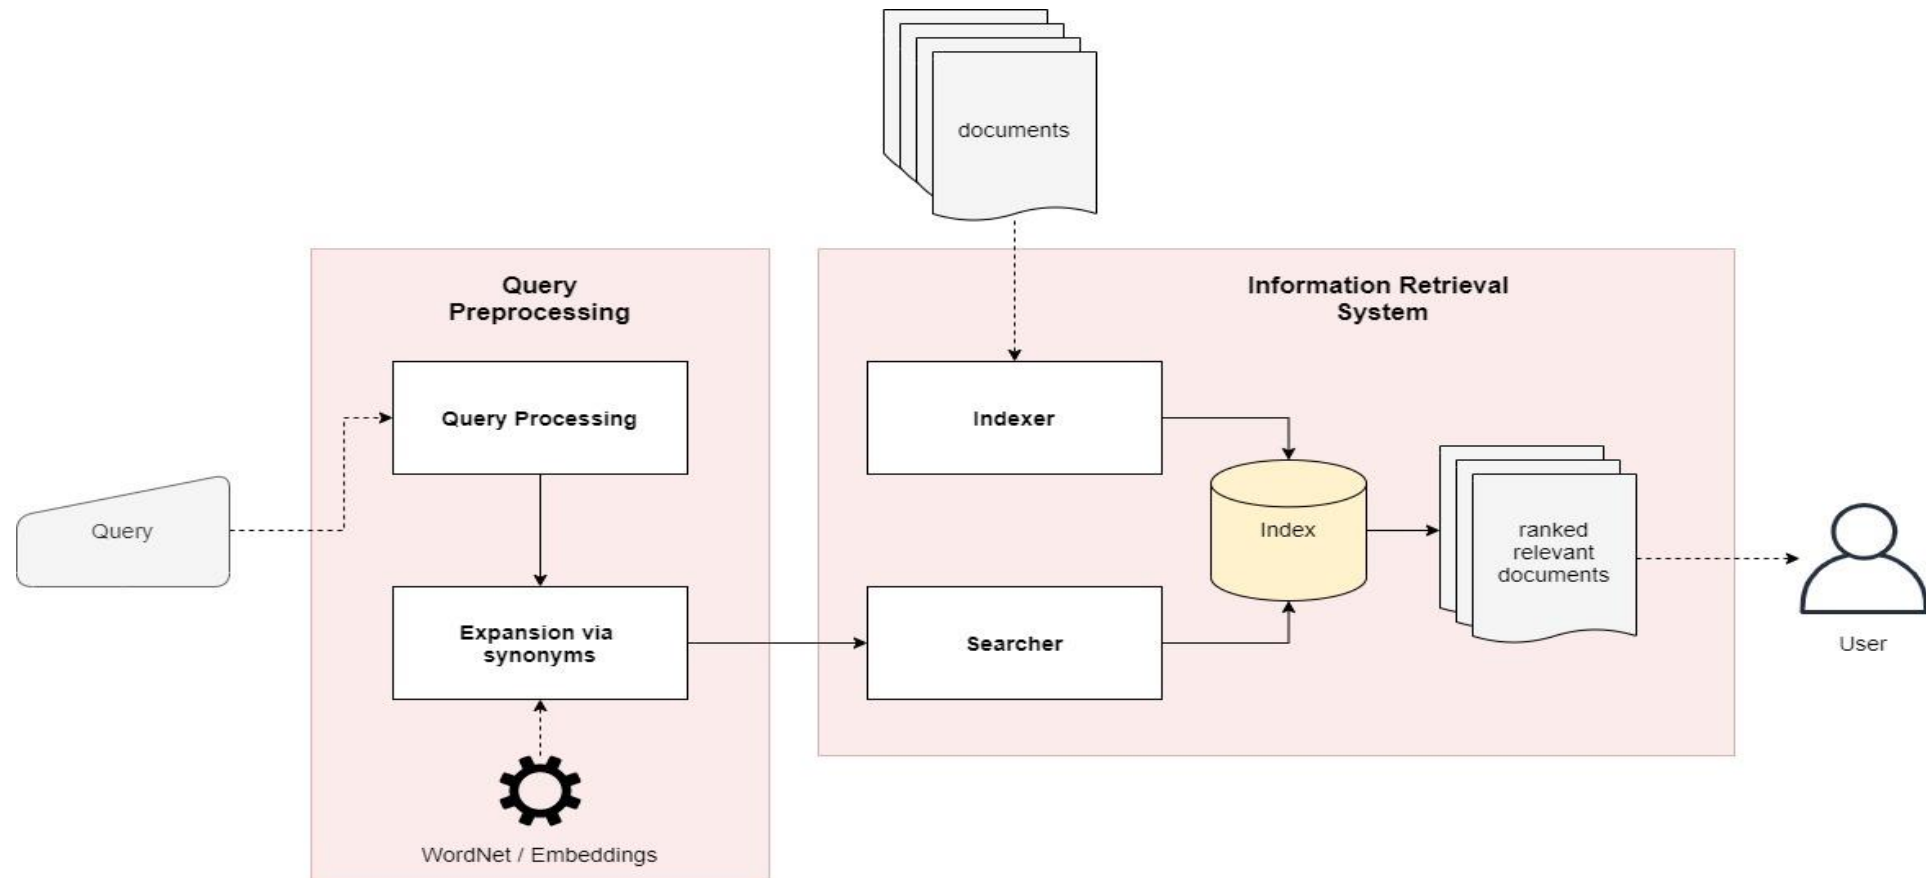 documents
Query
Preprocessing
Information Retrieval
System
Query Processing
Indexer
Query
Index
ranked
relevant
documents
Expansion via
synonyms
Searcher
User
WordNet / Embeddings